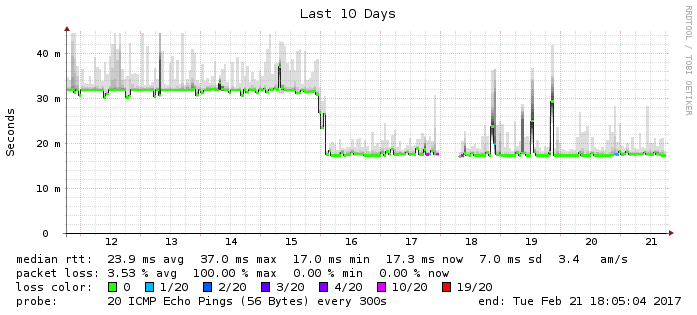 Last 10 Days
RRDTOOL / TOBI OETIKER
Seconds
40 m
30 m
20 m
10 m
0
12 13 14 15 16 17 18 19 20 21
median rtt: 23.9 ms avg 37.0 ms max 17.0 ms min 17.3 ms now 7.0 ms sd 3.4 am/s
packet loss: 3.53 % avg 100.00 % max 0.00 % min 0.00 % now
loss color: 0 1/20 2/20 3/20 4/20 10/20 19/20
probe: 20 ICMP Echo Pings (56 Bytes) every 300s end: Tue Feb 21 18:05:04 2017